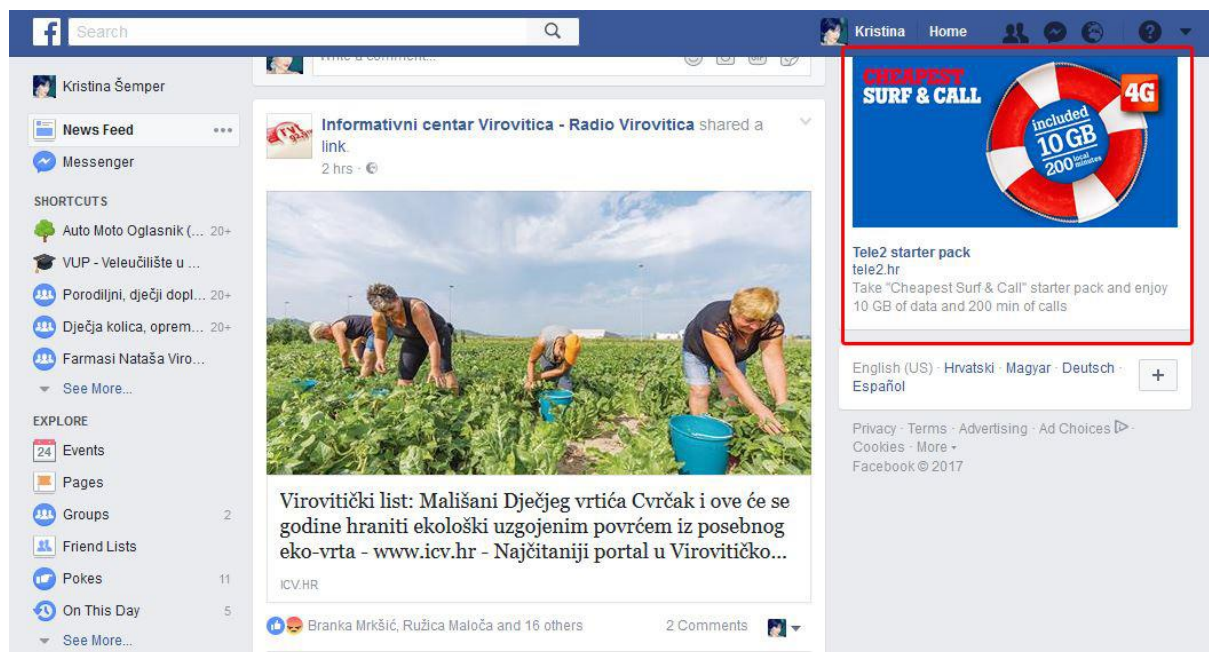 Search
Kristina Home
Kristina Šemper
News Feed
Messenger
SHORTCUTS
Auto Moto Oglasnik (... 20+
VUP - Veleučilište u ...
Porodiljni, dječji dopl... 20+
Dječja kolica, oprem... 20+
Farmasi Nataša Viro...
See More...
EXPLORE
24 Events
Pages
Groups 2
Friend Lists
Pokes 11
On This Day 5
See More...
Write a comment...
GIF
Informativni centar Virovitica - Radio Virovitica shared a
link.
2 hrs ·
Virovitički list: Mališani Dječjeg vrtića Cvrčak i ove će se
godine hraniti ekološki uzgojenim povrćem iz posebnog
eko-vrta - www.icv.hr - Najčitaniji portal u Virovitičko...
ICV.HR
Branka Mrkšić, Ružica Maloča and 16 others 2 Comments
CHEAPEST
SURF & CALL
4G
included
10 GB
200 local minutes
Tele2 starter pack
tele2.hr
Take "Cheapest Surf & Call" starter pack and enjoy
10 GB of data and 200 min of calls
English (US) · Hrvatski · Magyar · Deutsch ·
Español
+
Privacy · Terms · Advertising · Ad Choices ·
Cookies · More
Facebook © 2017